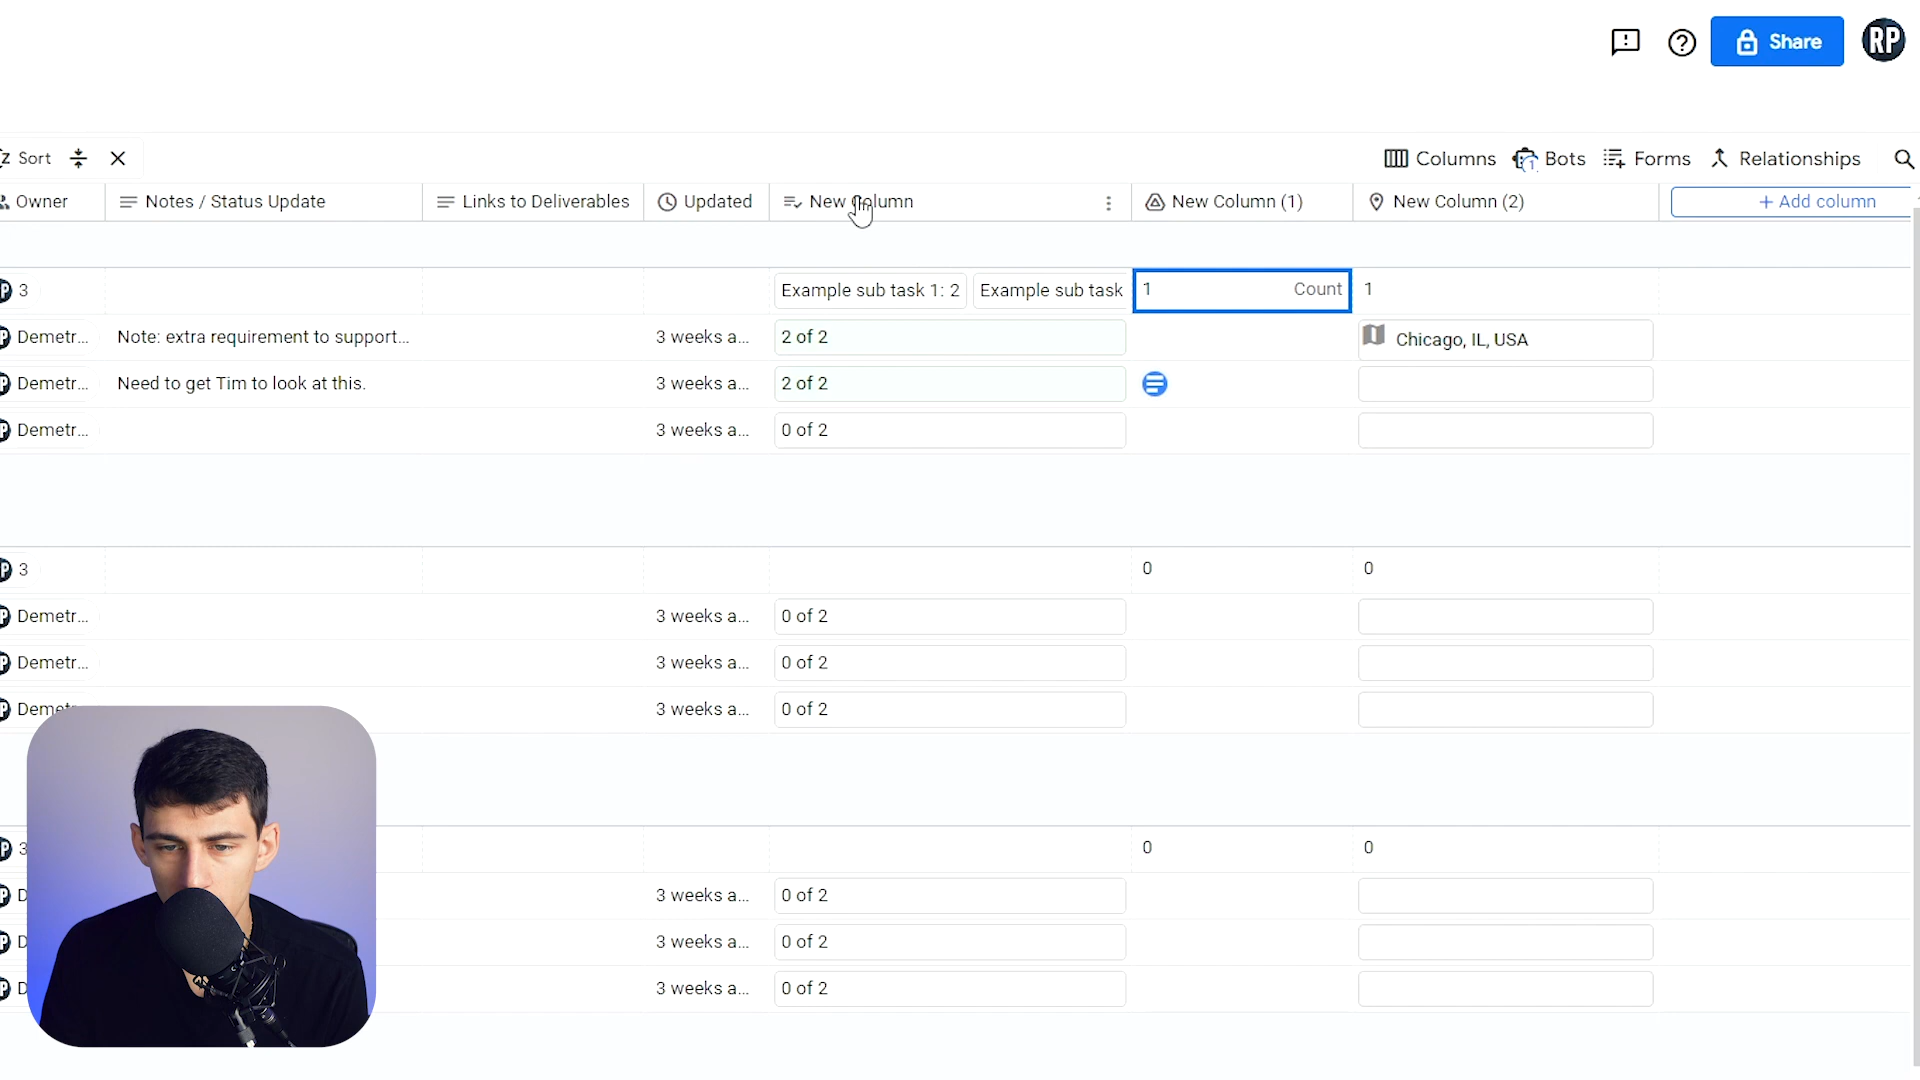 Share RP
Sort
Columns 1 Bots Forms Relationships
Owner Notes / Status Update Links to Deliverables Updated New Column New Column (1) New Column (2) + Add column
3 Example sub task 1: 2 Example sub task 1 Count 1
Demetr... Note: extra requirement to support... 3 weeks a... 2 of 2 Chicago, IL, USA
Demetr... Need to get Tim to look at this. 3 weeks a... 2 of 2
Demetr... 3 weeks a... 0 of 2
3 0 0
Demetr... 3 weeks a... 0 of 2
Demetr... 3 weeks a... 0 of 2
3 weeks a... 0 of 2
3 0 0
D 3 weeks a... 0 of 2
D 3 weeks a... 0 of 2
D 3 weeks a... 0 of 2